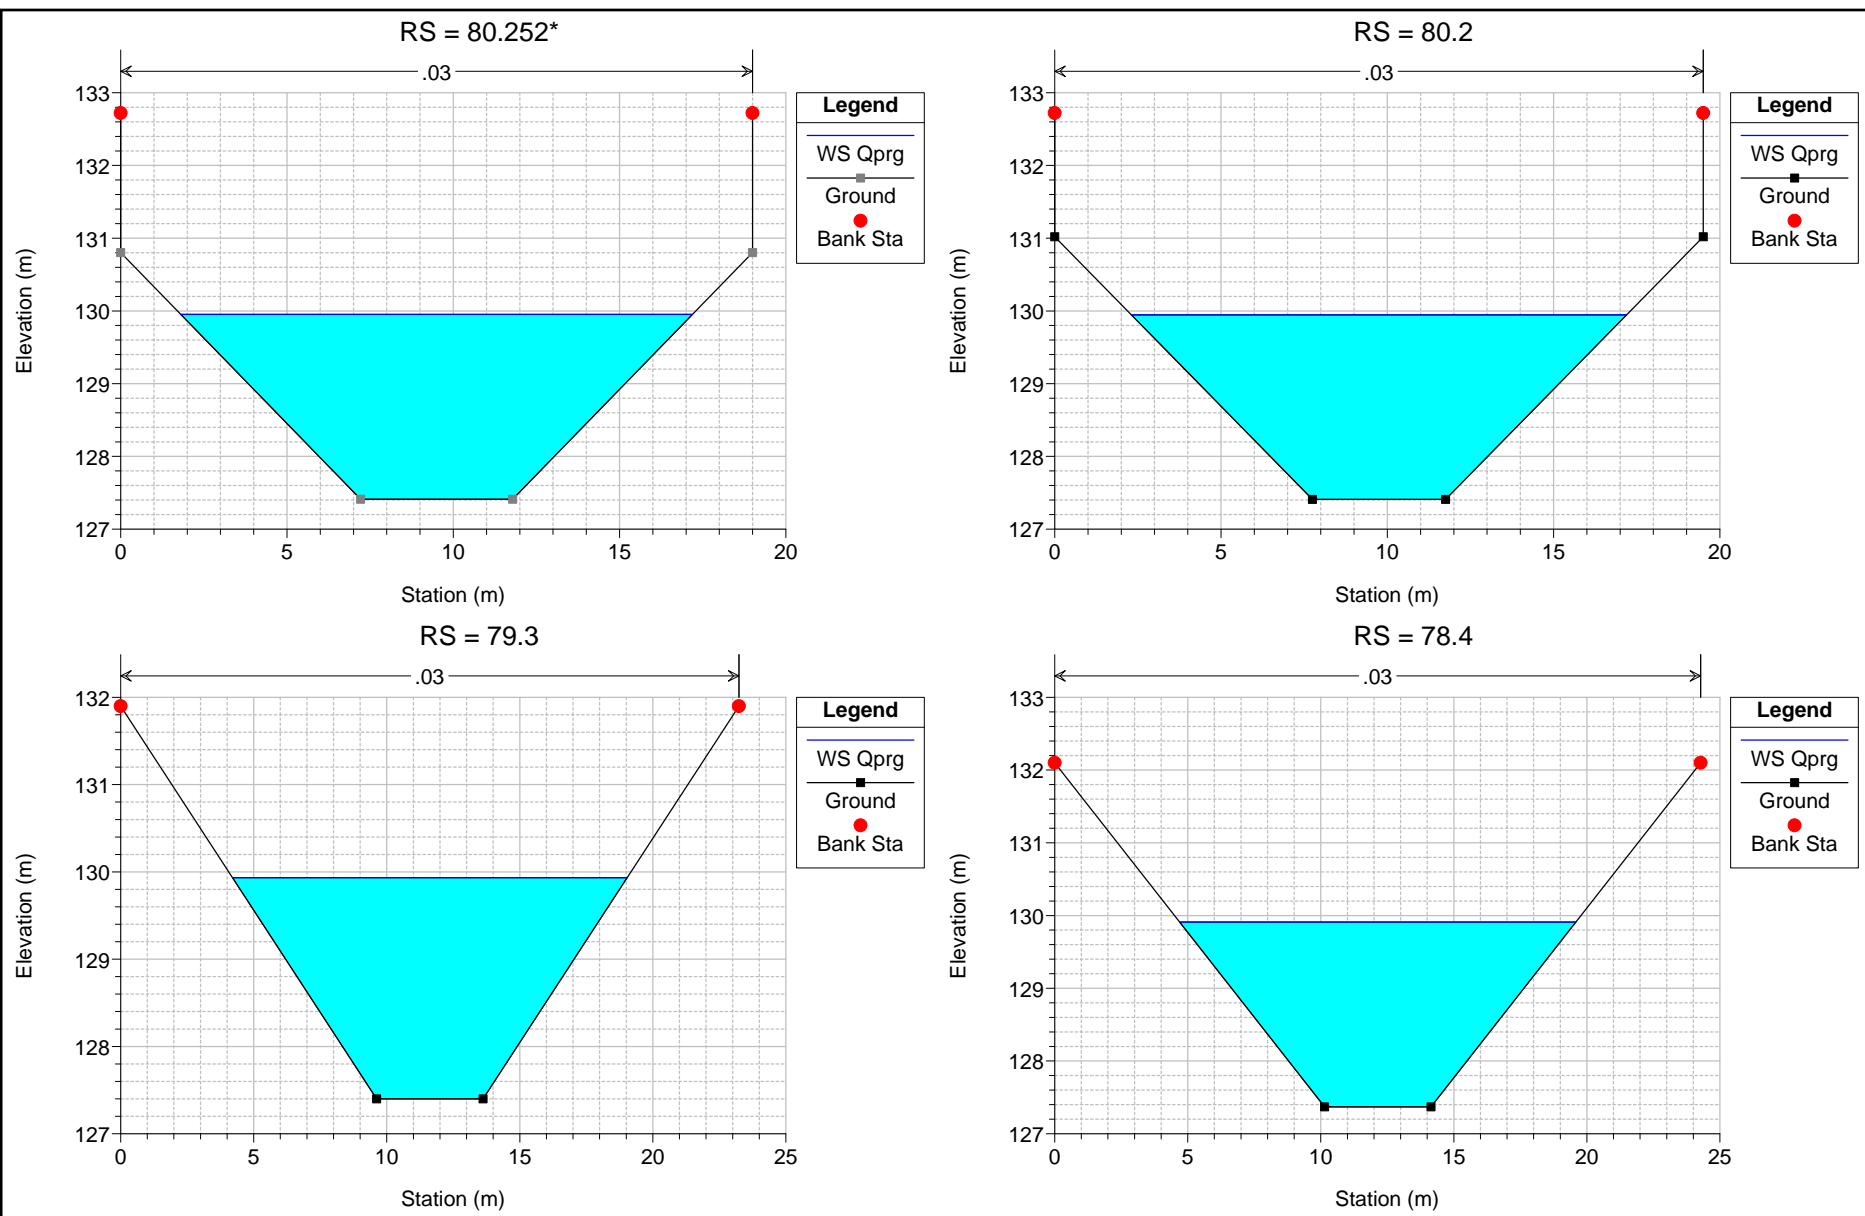 RS = 80.252*
.03
133
132
131
130
129
128
127
0
5
10
15
20
Elevation (m)
Station (m)
Legend
WS Qprg
Ground
Bank Sta
RS = 80.2
.03
133
132
131
130
129
128
127
0
5
10
15
20
Elevation (m)
Station (m)
Legend
WS Qprg
Ground
Bank Sta
RS = 79.3
.03
132
131
130
129
128
127
0
5
10
15
20
25
Elevation (m)
Station (m)
Legend
WS Qprg
Ground
Bank Sta
RS = 78.4
.03
133
132
131
130
129
128
127
0
5
10
15
20
25
Elevation (m)
Station (m)
Legend
WS Qprg
Ground
Bank Sta